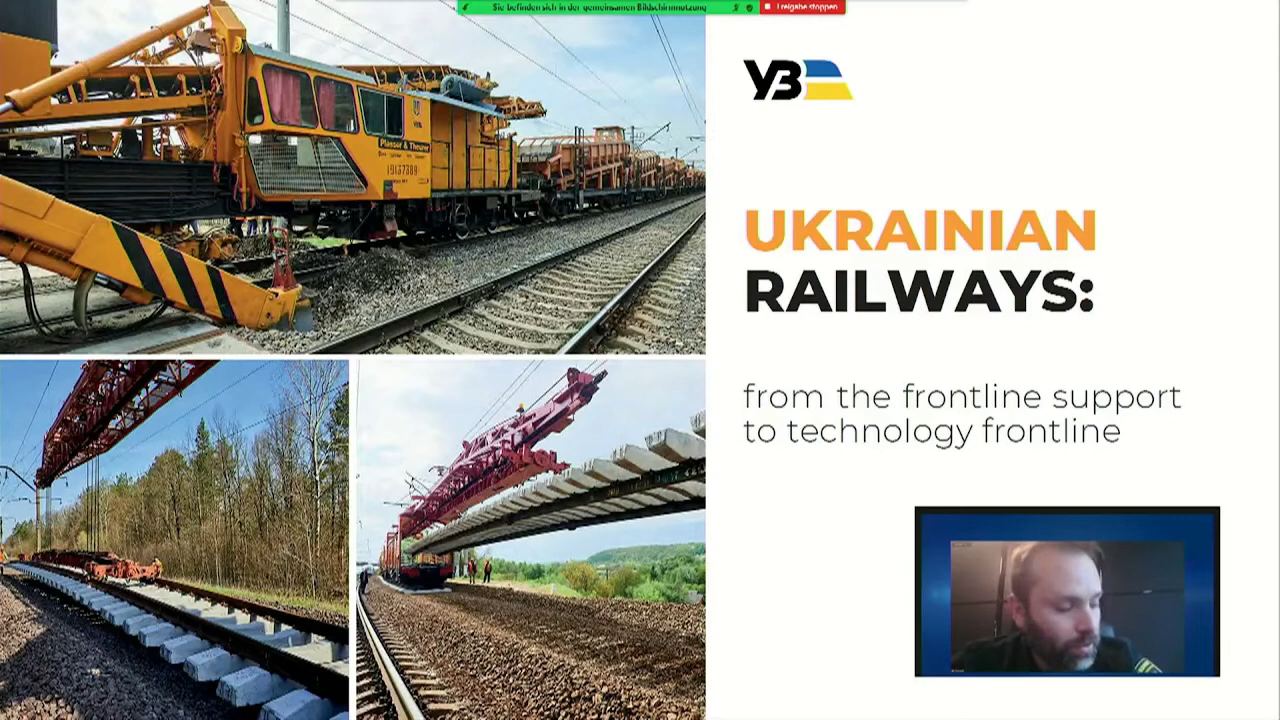 Sie befinden sich in der gemeinsamen Bildschirmnutzung
Freigabe stoppen
УЗ
Plasser & Theurer
19137389
UKRAINIAN
RAILWAYS:
from the frontline support
to technology frontline